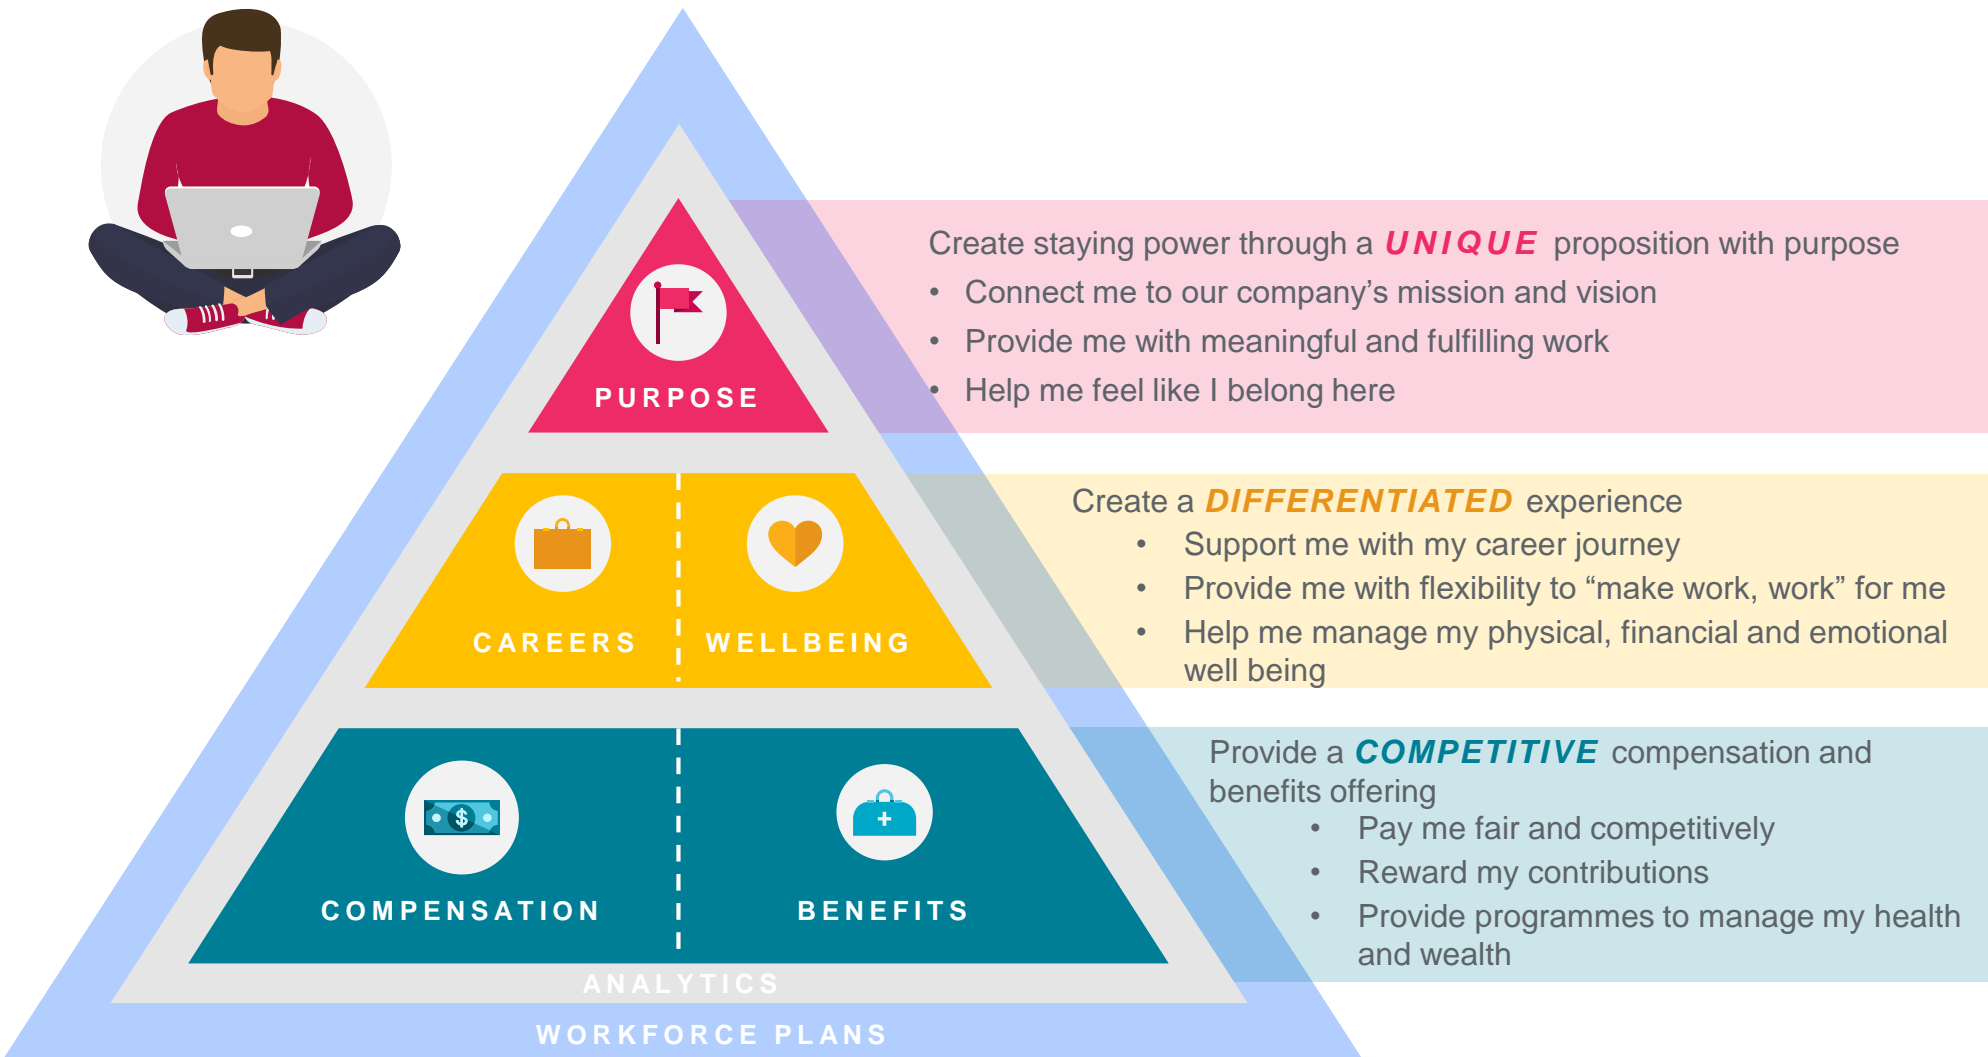 Create staying power through a UNIQUE proposition with purpose
• Connect me to our company’s mission and vision
• Provide me with meaningful and fulfilling work
• Help me feel like I belong here
PURPOSE
Create a DIFFERENTIATED experience
• Support me with my career journey
• Provide me with flexibility to “make work, work” for me
• Help me manage my physical, financial and emotional
well being
CAREERS
WELLBEING
Provide a COMPETITIVE compensation and
benefits offering
• Pay me fair and competitively
• Reward my contributions
• Provide programmes to manage my health
and wealth
$
COMPENSATION
BENEFITS
ANALYTICS
WORKFORCE PLANS